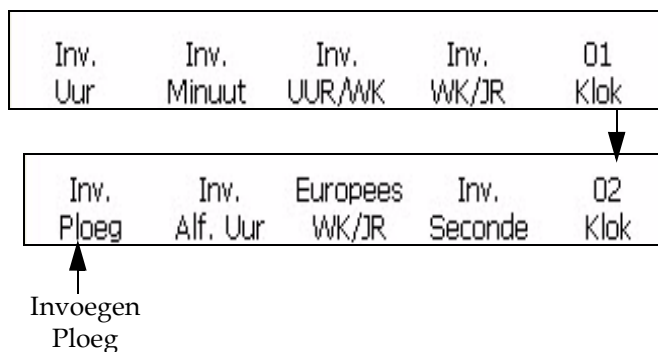 Inv. Inv. Inv. Inv. 01
Uur Minuut UUR/WK WK/JR Klok
Inv. Inv. Europees Inv. 02
Ploeg Alf. Uur WK/JR Seconde Klok
Invoegen
Ploeg